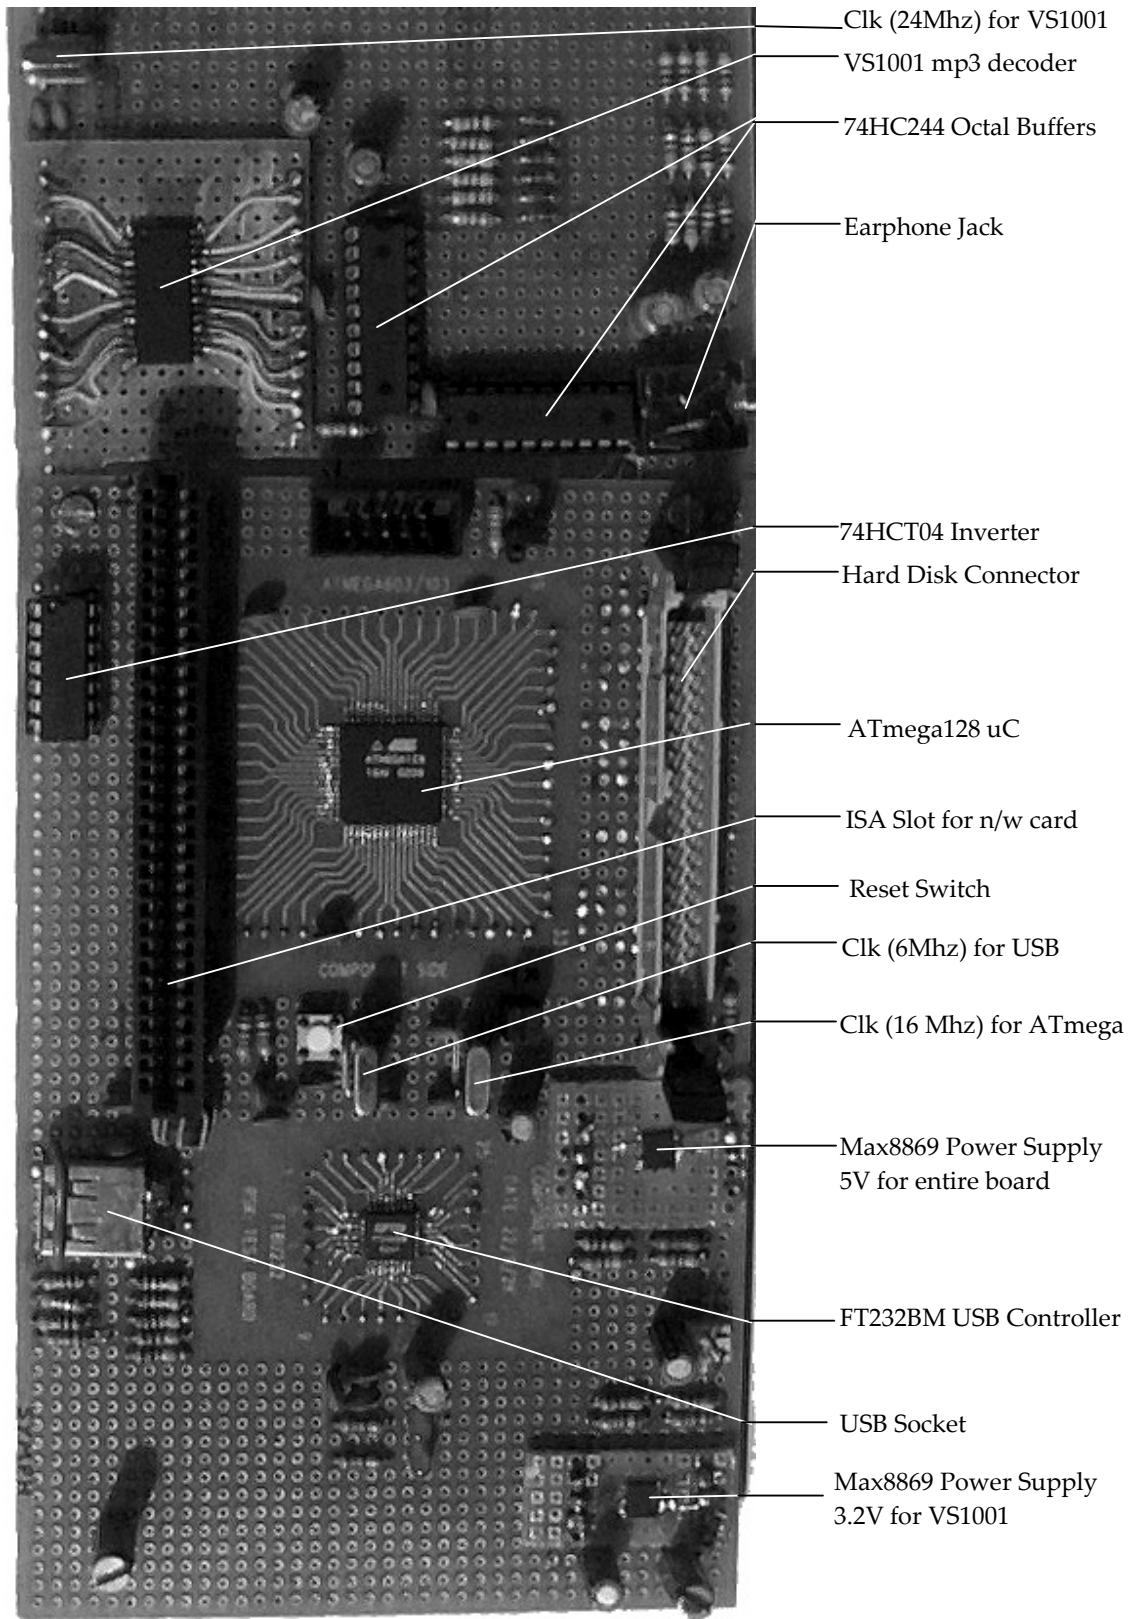 Clk (24Mhz) for VS1001
VS1001 mp3 decoder
74HC244 Octal Buffers
Earphone Jack
74HCT04 Inverter
Hard Disk Connector
ATMEGA603/103
ATmega128 uC
ISA Slot for n/w card
Reset Switch
Clk (6Mhz) for USB
COMPONENT SIDE
Clk (16 Mhz) for ATmega
Max8869 Power Supply
5V for entire board
FT232BM USB Controller
USB Socket
Max8869 Power Supply
3.2V for VS1001